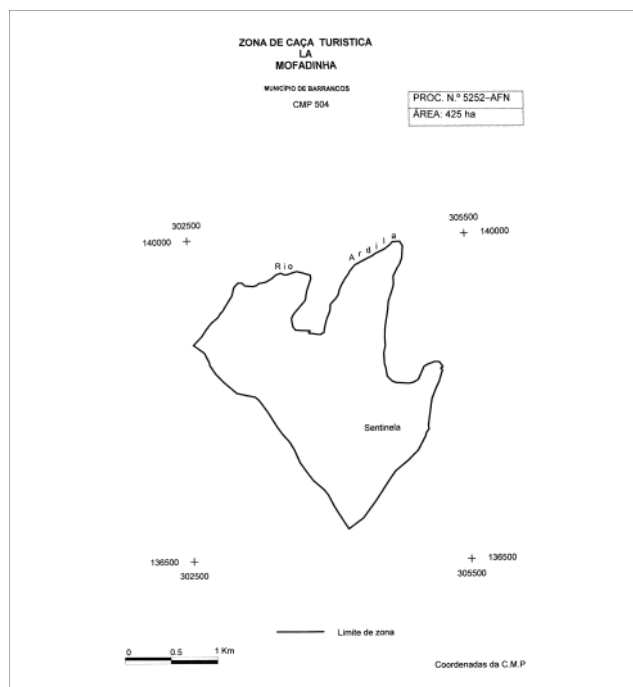 ZONA DE CAÇA TURISTICA
LA
MOFADINHA
MUNICÍPIO DE BARRANCOS
CMP 504
PROC. N.º 5252–AFN
ÁREA: 425 ha
302500
140000
305500
140000
Rio
Ardila
Sentinela
136500
302500
136500
305500
Limite de zona
0 0.5 1 Km
Coordenadas da C.M.P